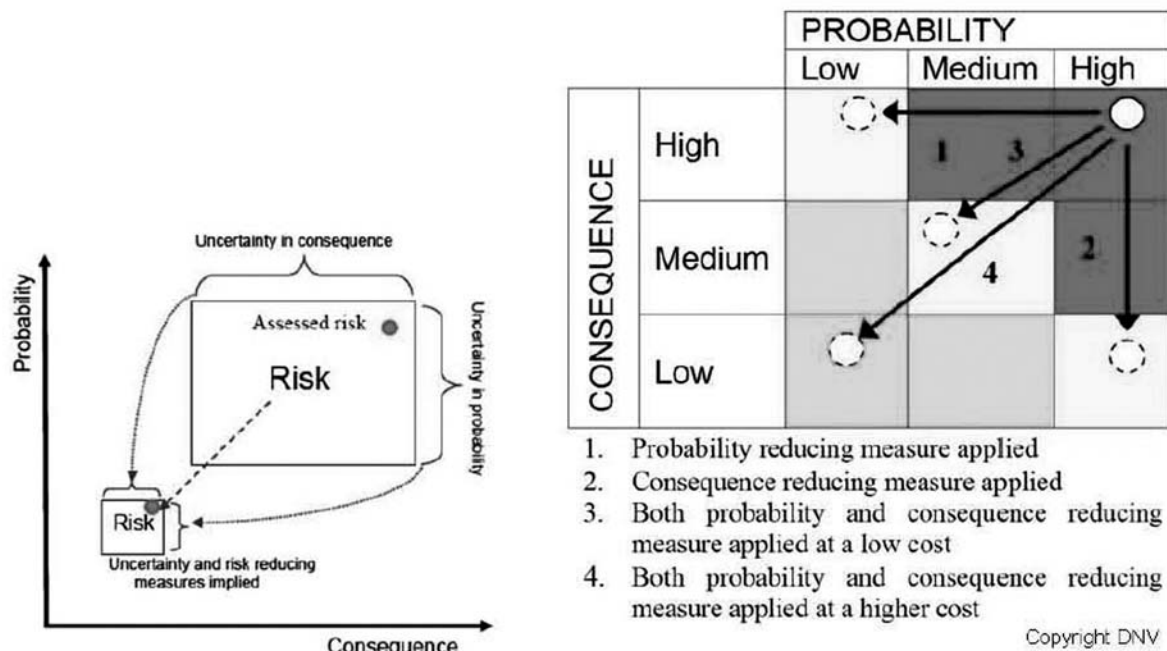 Uncertainty in consequence
Probability
Assessed risk
Risk
Uncertainty in probability
Risk
Uncertainty and risk reducing
measures implied
Consequence
PROBABILITY
Low Medium High
CONSEQUENCE
High
1 3
Medium
2
4
Low
1. Probability reducing measure applied
2. Consequence reducing measure applied
3. Both probability and consequence reducing
measure applied at a low cost
4. Both probability and consequence reducing
measure applied at a higher cost
Copyright DNV